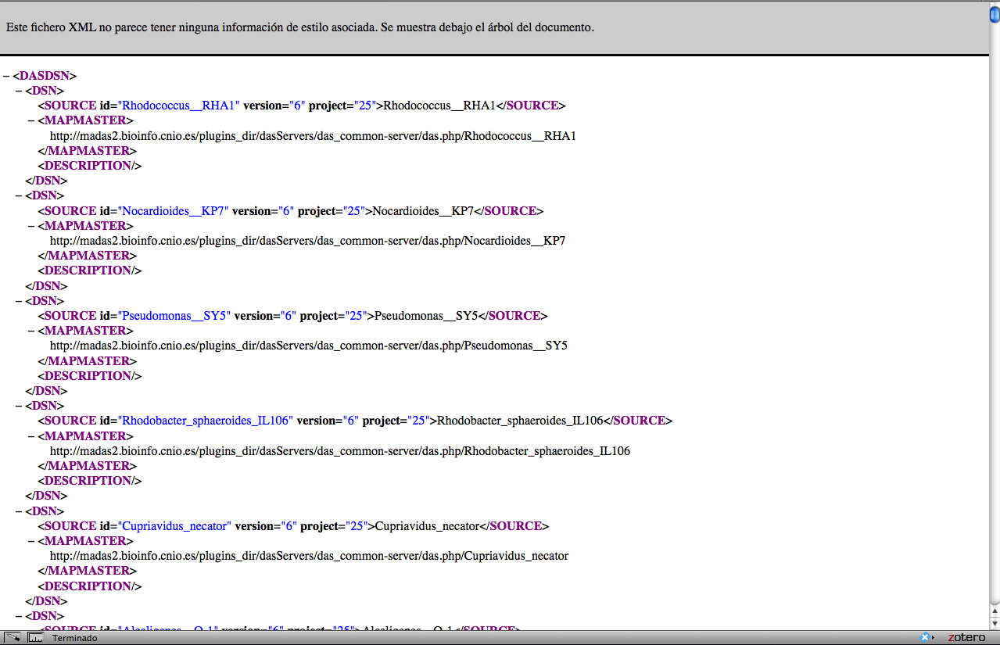 Este fichero XML no parece tener ninguna información de estilo asociada. Se muestra debajo el árbol del documento.
– <DASDSN>
– <DSN>
<SOURCE id="Rhodococcus__RHA1" version="6" project="25">Rhodococcus__RHA1</SOURCE>
– <MAPMASTER>
http://madas2.bioinfo.cnio.es/plugins_dir/dasServers/das_common-server/das.php/Rhodococcus__RHA1
</MAPMASTER>
<DESCRIPTION/>
</DSN>
– <DSN>
<SOURCE id="Nocardioides__KP7" version="6" project="25">Nocardioides__KP7</SOURCE>
– <MAPMASTER>
http://madas2.bioinfo.cnio.es/plugins_dir/dasServers/das_common-server/das.php/Nocardioides__KP7
</MAPMASTER>
<DESCRIPTION/>
</DSN>
– <DSN>
<SOURCE id="Pseudomonas__SY5" version="6" project="25">Pseudomonas__SY5</SOURCE>
– <MAPMASTER>
http://madas2.bioinfo.cnio.es/plugins_dir/dasServers/das_common-server/das.php/Pseudomonas__SY5
</MAPMASTER>
<DESCRIPTION/>
</DSN>
– <DSN>
<SOURCE id="Rhodobacter_sphaeroides_IL106" version="6" project="25">Rhodobacter_sphaeroides_IL106</SOURCE>
– <MAPMASTER>
http://madas2.bioinfo.cnio.es/plugins_dir/dasServers/das_common-server/das.php/Rhodobacter_sphaeroides_IL106
</MAPMASTER>
<DESCRIPTION/>
</DSN>
– <DSN>
<SOURCE id="Cupriavidus_necator" version="6" project="25">Cupriavidus_necator</SOURCE>
– <MAPMASTER>
http://madas2.bioinfo.cnio.es/plugins_dir/dasServers/das_common-server/das.php/Cupriavidus_necator
</MAPMASTER>
<DESCRIPTION/>
</DSN>
– <DSN>
<SOURCE id="Alcaligenes__O-1" version="6" project="25">Alcaligenes__O-1</SOURCE>
Terminado
zotero